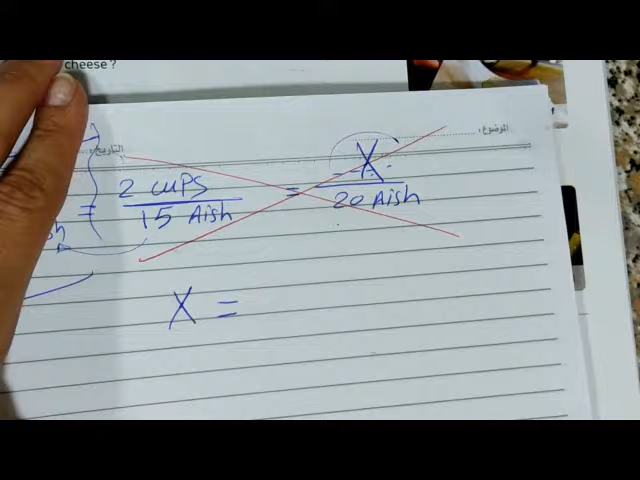 cheese ?
التاريخ: الموضوع:
= 2 cups / 15 Aish = X / 20 Aish
X =